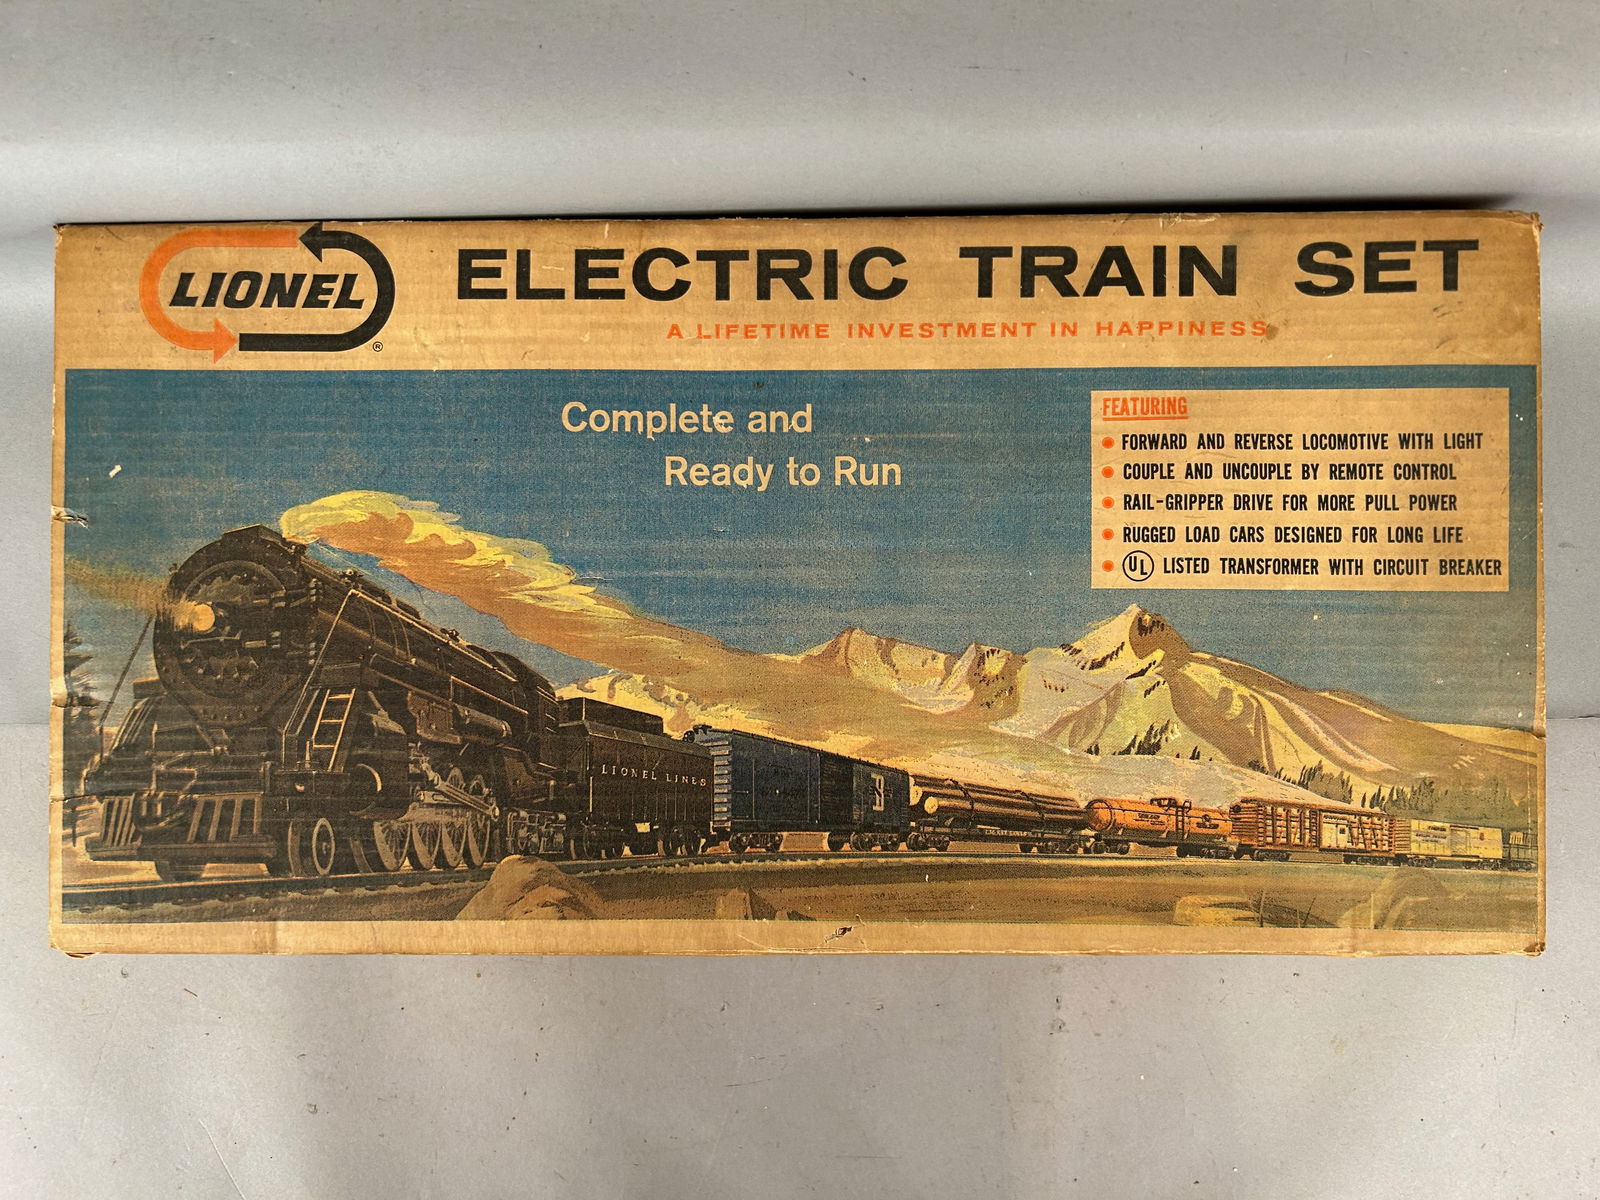 LIONEL
®
ELECTRIC TRAIN SET
A LIFETIME INVESTMENT IN HAPPINESS
Complete and
Ready to Run
FEATURING
• FORWARD AND REVERSE LOCOMOTIVE WITH LIGHT
• COUPLE AND UNCOUPLE BY REMOTE CONTROL
• RAIL-GRIPPER DRIVE FOR MORE PULL POWER
• RUGGED LOAD CARS DESIGNED FOR LONG LIFE
• UL LISTED TRANSFORMER WITH CIRCUIT BREAKER
LIONEL LINES